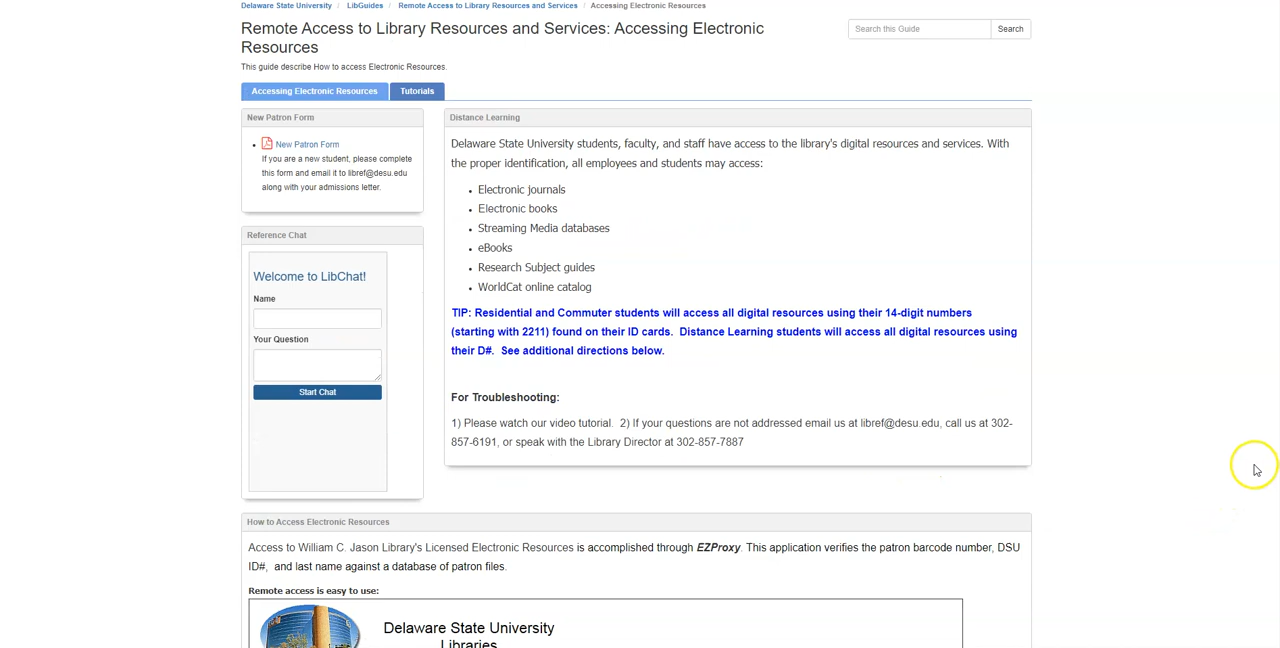 Delaware State University / LibGuides / Remote Access to Library Resources and Services / Accessing Electronic Resources
Remote Access to Library Resources and Services: Accessing Electronic
Resources
Search this Guide
Search
This guide describe How to access Electronic Resources.
Accessing Electronic Resources
Tutorials
New Patron Form
• New Patron Form
If you are a new student, please complete
this form and email it to libref@desu.edu
along with your admissions letter.
Reference Chat
Welcome to LibChat!
Name
Your Question
Start Chat
Distance Learning
Delaware State University students, faculty, and staff have access to the library's digital resources and services. With
the proper identification, all employees and students may access:
• Electronic journals
• Electronic books
• Streaming Media databases
• eBooks
• Research Subject guides
• WorldCat online catalog
TIP: Residential and Commuter students will access all digital resources using their 14-digit numbers
(starting with 2211) found on their ID cards. Distance Learning students will access all digital resources using
their D#. See additional directions below.
For Troubleshooting:
1) Please watch our video tutorial. 2) If your questions are not addressed email us at libref@desu.edu, call us at 302-
857-6191, or speak with the Library Director at 302-857-7887
How to Access Electronic Resources
Access to William C. Jason Library's Licensed Electronic Resources is accomplished through EZProxy. This application verifies the patron barcode number, DSU
ID#, and last name against a database of patron files.
Remote access is easy to use:
Delaware State University
Libraries